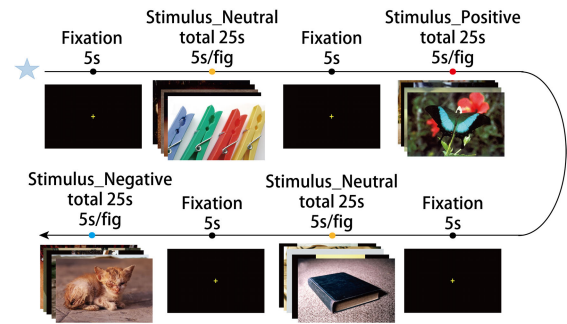 Fixation
5s
Stimulus_Neutral
total 25s
5s/fig
Fixation
5s
Stimulus_Positive
total 25s
5s/fig
Stimulus_Negative
total 25s
5s/fig
Fixation
5s
Stimulus_Neutral
total 25s
5s/fig
Fixation
5s